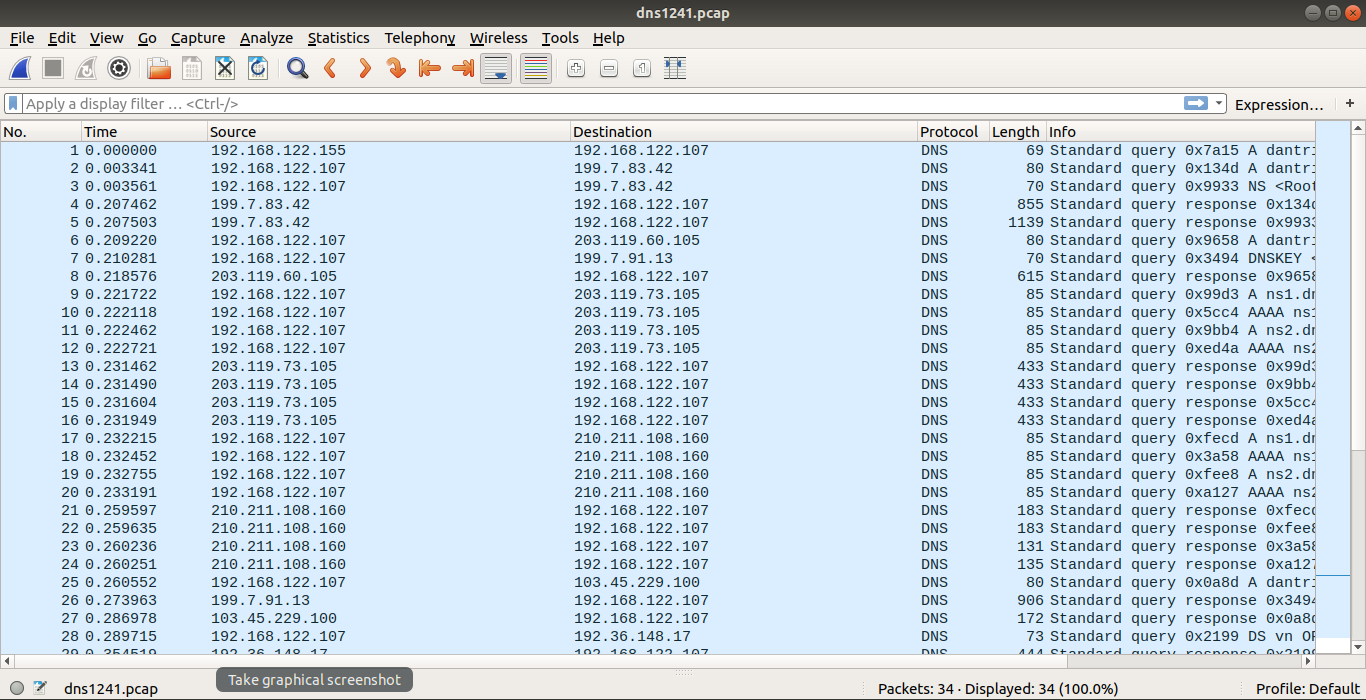 dns1241.pcap
File Edit View Go Capture Analyze Statistics Telephony Wireless Tools Help
Apply a display filter … <Ctrl-/> Expression… +
No. Time Source Destination Protocol Length Info
1 0.000000 192.168.122.155 192.168.122.107 DNS 69 Standard query 0x7a15 A dantri
2 0.003341 192.168.122.107 199.7.83.42 DNS 80 Standard query 0x134d A dantri
3 0.003561 192.168.122.107 199.7.83.42 DNS 70 Standard query 0x9933 NS <Root
4 0.207462 199.7.83.42 192.168.122.107 DNS 855 Standard query response 0x134d
5 0.207503 199.7.83.42 192.168.122.107 DNS 1139 Standard query response 0x9933
6 0.209220 192.168.122.107 203.119.60.105 DNS 80 Standard query 0x9658 A dantri
7 0.210281 192.168.122.107 199.7.91.13 DNS 70 Standard query 0x3494 DNSKEY <
8 0.218576 203.119.60.105 192.168.122.107 DNS 615 Standard query response 0x9658
9 0.221722 192.168.122.107 203.119.73.105 DNS 85 Standard query 0x99d3 A ns1.dn
10 0.222118 192.168.122.107 203.119.73.105 DNS 85 Standard query 0x5cc4 AAAA ns1
11 0.222462 192.168.122.107 203.119.73.105 DNS 85 Standard query 0x9bb4 A ns2.dn
12 0.222721 192.168.122.107 203.119.73.105 DNS 85 Standard query 0xed4a AAAA ns2
13 0.231462 203.119.73.105 192.168.122.107 DNS 433 Standard query response 0x99d3
14 0.231490 203.119.73.105 192.168.122.107 DNS 433 Standard query response 0x9bb4
15 0.231604 203.119.73.105 192.168.122.107 DNS 433 Standard query response 0x5cc4
16 0.231949 203.119.73.105 192.168.122.107 DNS 433 Standard query response 0xed4a
17 0.232215 192.168.122.107 210.211.108.160 DNS 85 Standard query 0xfecd A ns1.dn
18 0.232452 192.168.122.107 210.211.108.160 DNS 85 Standard query 0x3a58 AAAA ns1
19 0.232755 192.168.122.107 210.211.108.160 DNS 85 Standard query 0xfee8 A ns2.dn
20 0.233191 192.168.122.107 210.211.108.160 DNS 85 Standard query 0xa127 AAAA ns2
21 0.259597 210.211.108.160 192.168.122.107 DNS 183 Standard query response 0xfecd
22 0.259635 210.211.108.160 192.168.122.107 DNS 183 Standard query response 0xfee8
23 0.260236 210.211.108.160 192.168.122.107 DNS 131 Standard query response 0x3a58
24 0.260251 210.211.108.160 192.168.122.107 DNS 135 Standard query response 0xa127
25 0.260552 192.168.122.107 103.45.229.100 DNS 80 Standard query 0x0a8d A dantri
26 0.273963 199.7.91.13 192.168.122.107 DNS 906 Standard query response 0x3494
27 0.286978 103.45.229.100 192.168.122.107 DNS 172 Standard query response 0x0a8d
28 0.289715 192.168.122.107 192.36.148.17 DNS 73 Standard query 0x2199 DS vn OP
29 0.354519 192.36.148.17 192.168.122.107 DNS 444 Standard query response 0x2199
dns1241.pcap Take graphical screenshot Packets: 34 · Displayed: 34 (100.0%) Profile: Default